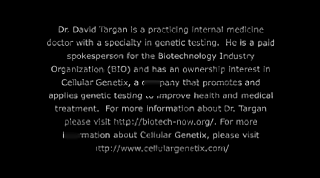 Dr. David Targan is a practicing internal medicine
doctor with a specialty in genetic testing. He is a paid
spokesperson for the Biotechnology Industry
Organization (BIO) and has an ownership interest in
Cellular Genetix, a that promotes and
applies genetic testing to improve health and medical
treatment. For more information about Dr. Targan
please visit http://biotech-now.org/. For more
about Cellular Genetix, please visit
http://www.cellulargenetix.com/